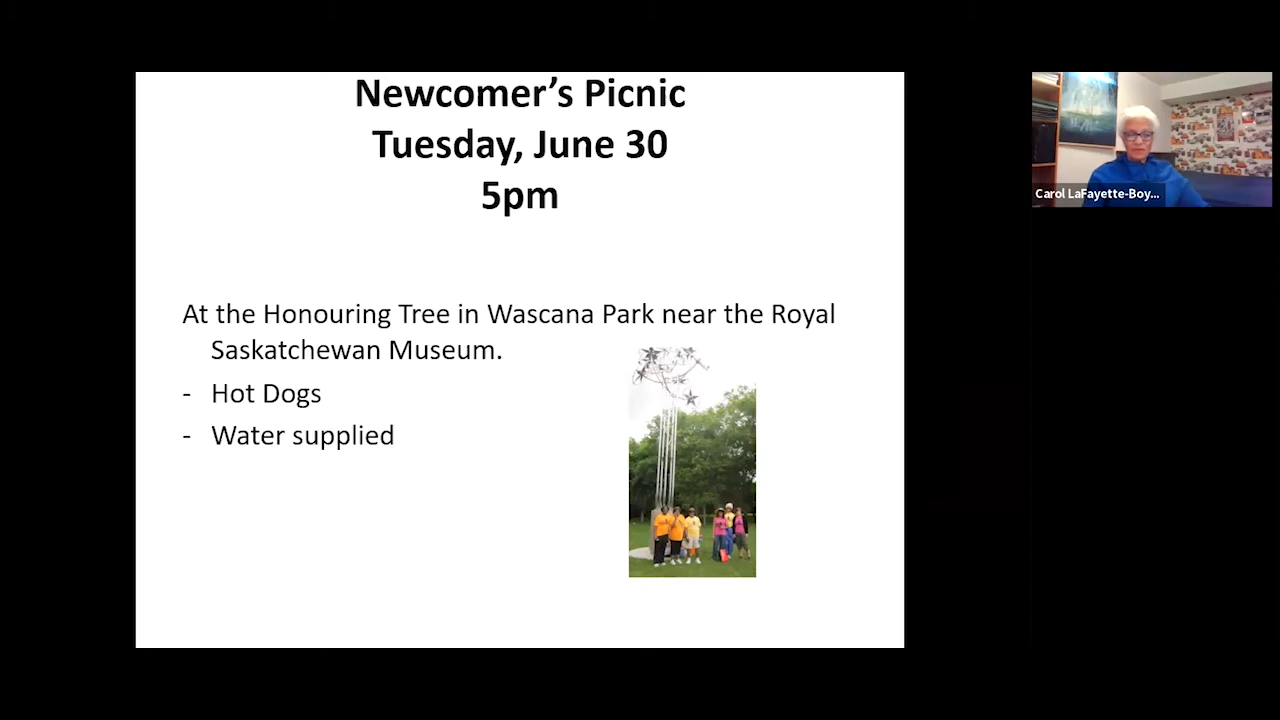 Newcomer’s Picnic
Tuesday, June 30
5pm
At the Honouring Tree in Wascana Park near the Royal
Saskatchewan Museum.
- Hot Dogs
- Water supplied
Carol LaFayette-Boy...